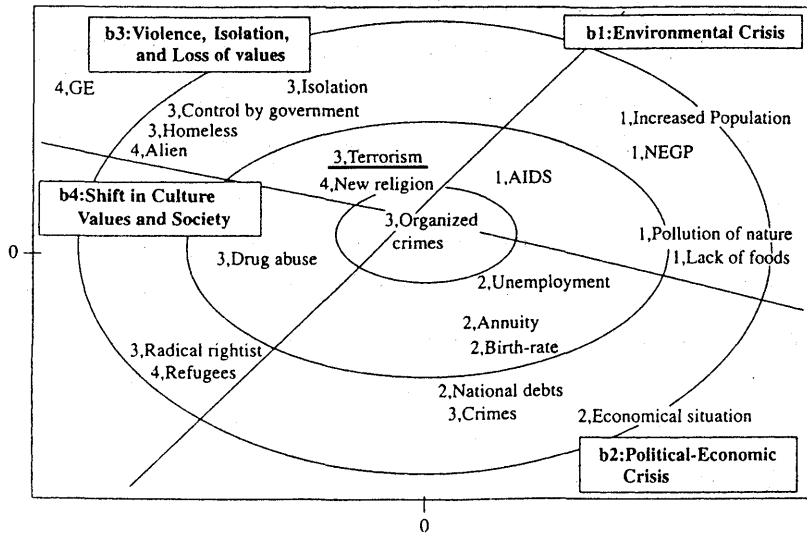 b3:Violence, Isolation,
and Loss of values
b1:Environmental Crisis
4,GE
3,Isolation
3,Control by government
3,Homeless
4,Alien
1,Increased Population
1,NEGP
3,Terrorism
4,New religion
1,AIDS
b4:Shift in Culture
Values and Society
3,Organized
crimes
0
3,Drug abuse
1,Pollution of nature
1,Lack of foods
2,Unemployment
2,Annuity
2,Birth-rate
3,Radical rightist
4,Refugees
2,National debts
3,Crimes
2,Economical situation
b2:Political-Economic
Crisis
0